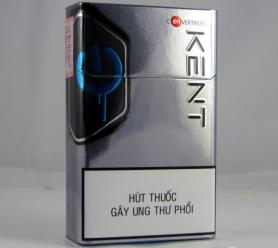 CONVERTIBLES
KENT
HÚT THUỐC
GÂY UNG THƯ PHỔI